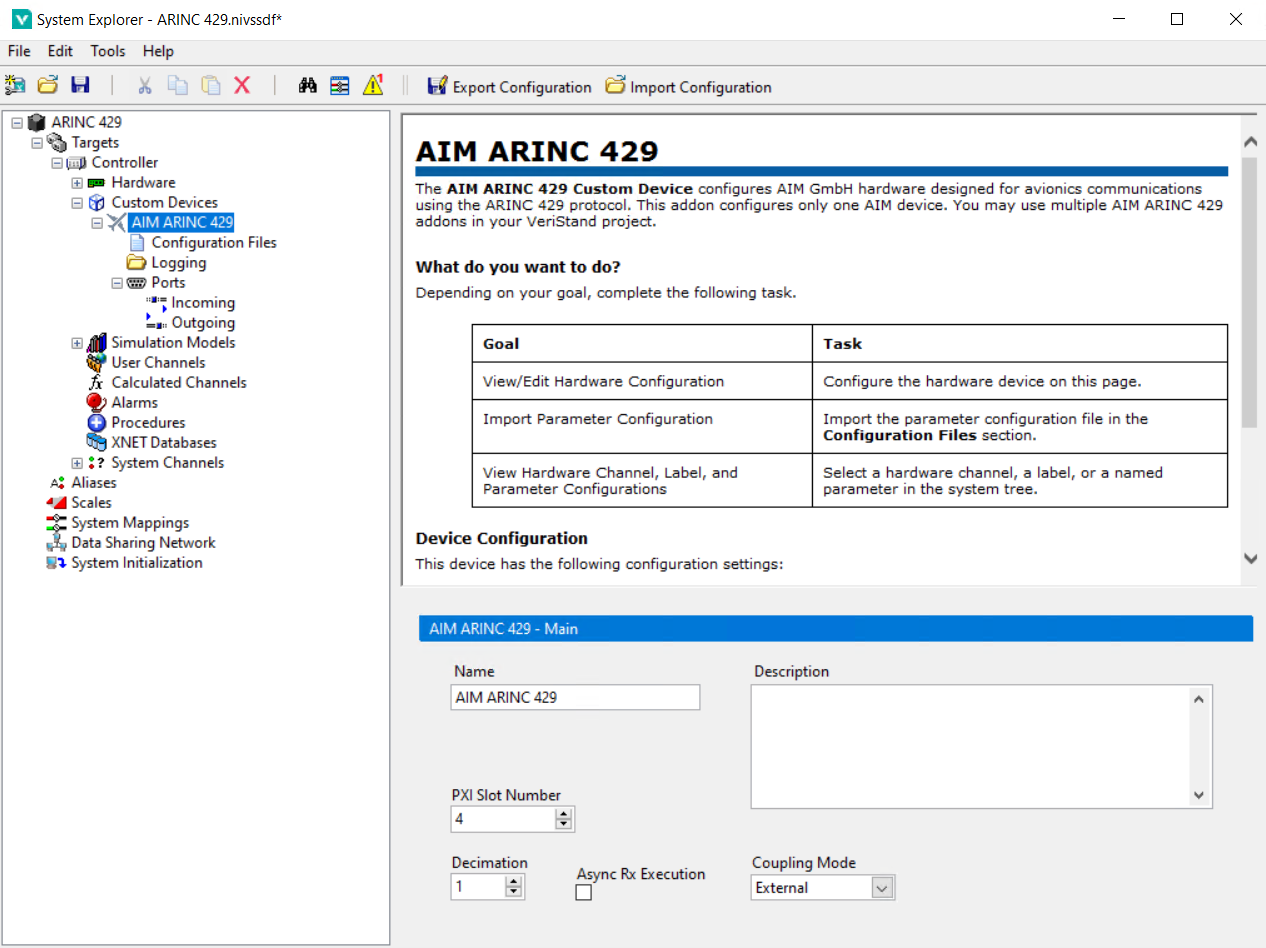 System Explorer - ARINC 429.nivssdf*
File Edit Tools Help
Export Configuration Import Configuration
ARINC 429
Targets
Controller
Hardware
Custom Devices
AIM ARINC 429
Configuration Files
Logging
Ports
Incoming
Outgoing
Simulation Models
User Channels
fx Calculated Channels
Alarms
Procedures
XNET Databases
System Channels
Aliases
Scales
System Mappings
Data Sharing Network
System Initialization
AIM ARINC 429
The AIM ARINC 429 Custom Device configures AIM GmbH hardware designed for avionics communications
using the ARINC 429 protocol. This addon configures only one AIM device. You may use multiple AIM ARINC 429
addons in your VeriStand project.
What do you want to do?
Depending on your goal, complete the following task.
Goal Task
View/Edit Hardware Configuration Configure the hardware device on this page.
Import Parameter Configuration Import the parameter configuration file in the
Configuration Files section.
View Hardware Channel, Label, and Select a hardware channel, a label, or a named
Parameter Configurations parameter in the system tree.
Device Configuration
This device has the following configuration settings:
AIM ARINC 429 - Main
Name Description
AIM ARINC 429
PXI Slot Number
4
Decimation Async Rx Execution Coupling Mode
1 External